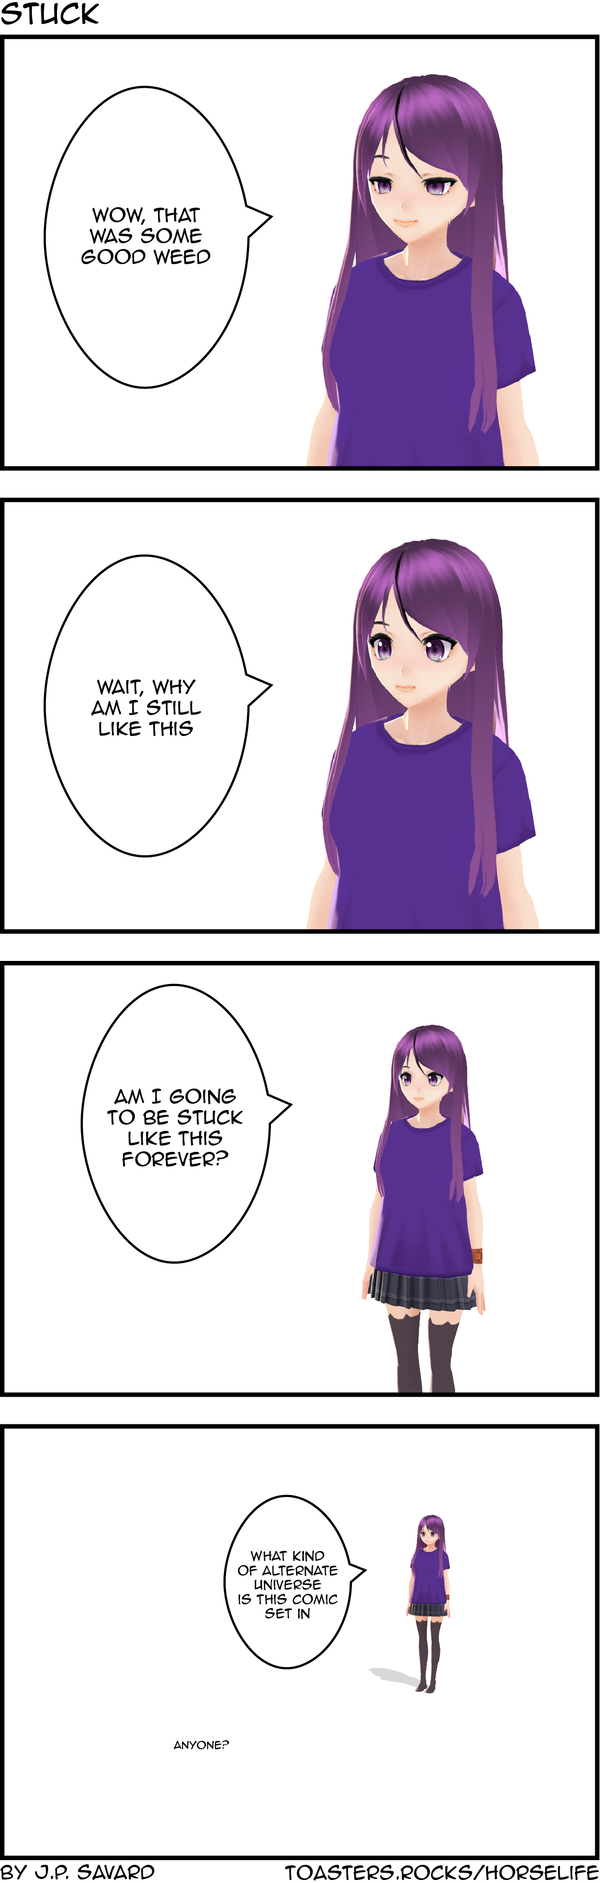 STUCK
WOW, THAT
WAS SOME
GOOD WEED
WAIT, WHY
AM I STILL
LIKE THIS
AM I GOING
TO BE STUCK
LIKE THIS
FOREVER?
WHAT KIND
OF ALTERNATE
UNIVERSE
IS THIS COMIC
SET IN
ANYONE?
BY J.P. SAVARD
TOASTERS.ROCKS/HORSELIFE